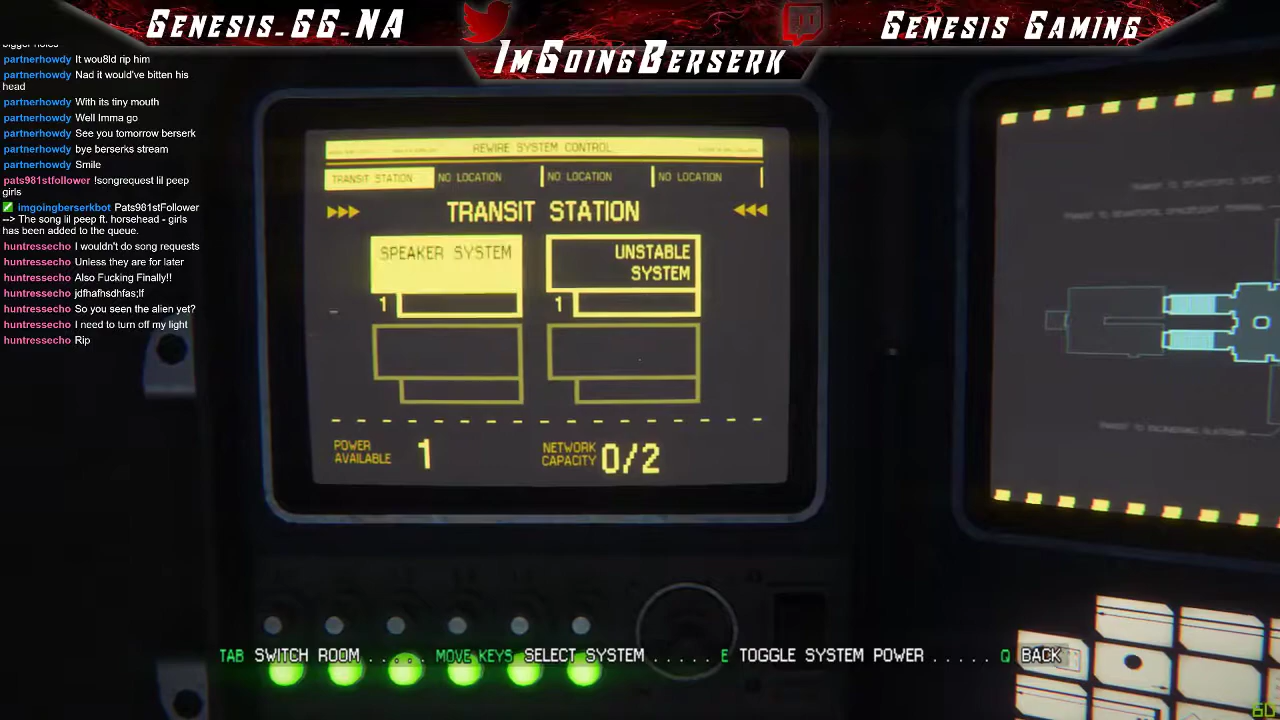 GENESIS_GG_NA
IMGOINGBERSERK
GENESIS GAMING
bigger holes
partnerhowdy It wou8ld rip him
partnerhowdy Nad it would've bitten his
head
partnerhowdy With its tiny mouth
partnerhowdy Well Imma go
partnerhowdy See you tomorrow berserk
partnerhowdy bye berserks stream
partnerhowdy Smile
pats981stfollower !songrequest lil peep
girls
imgoingberserkbot Pats981stFollower
--> The song lil peep ft. horsehead - girls
has been added to the queue.
huntressecho I wouldn't do song requests
huntressecho Unless they are for later
huntressecho Also Fucking Finally!!
huntressecho jdfhafhsdhfas;lf
huntressecho So you seen the alien yet?
huntressecho I need to turn off my light
huntressecho Rip
REWIRE SYSTEM CONTROL
TRANSIT STATION NO LOCATION NO LOCATION NO LOCATION
TRANSIT STATION
SPEAKER SYSTEM
1
UNSTABLE
SYSTEM
1
POWER
AVAILABLE 1
NETWORK
CAPACITY 0/2
TAB SWITCH ROOM ..... MOVE KEYS SELECT SYSTEM ..... E TOGGLE SYSTEM POWER ..... Q BACK
60